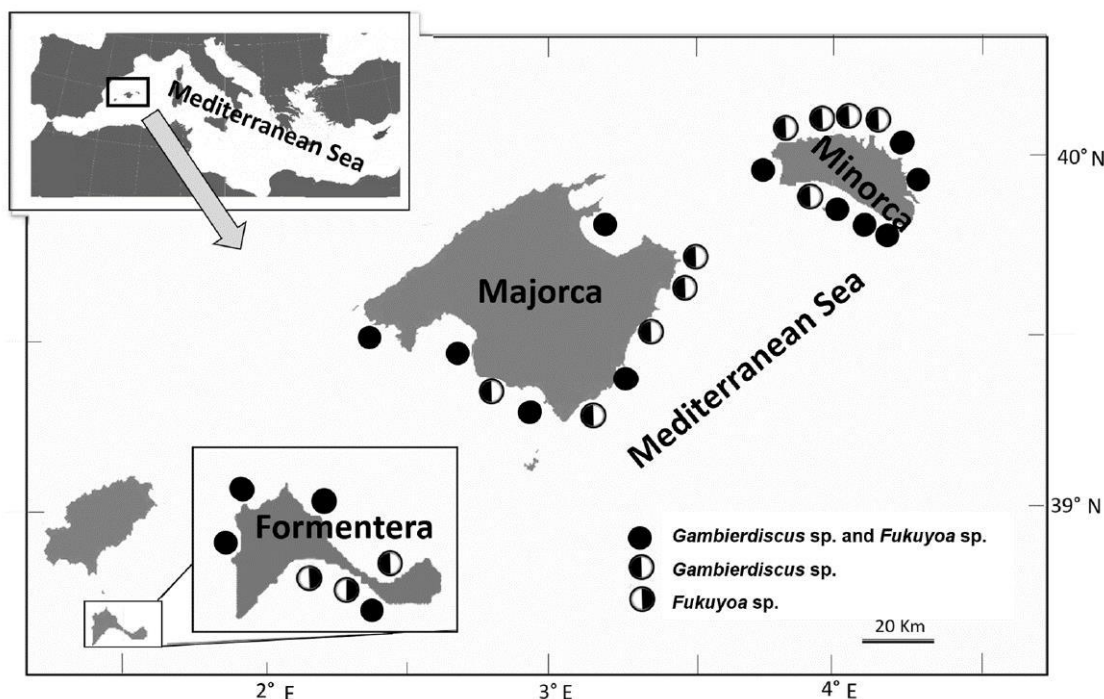 Mediterranean Sea
Minorca
Majorca
Mediterranean Sea
Formentera
Gambierdiscus sp. and Fukuyoa sp.
Gambierdiscus sp.
Fukuyoa sp.
20 Km
40° N
39° N
2° E
3° E
4° E